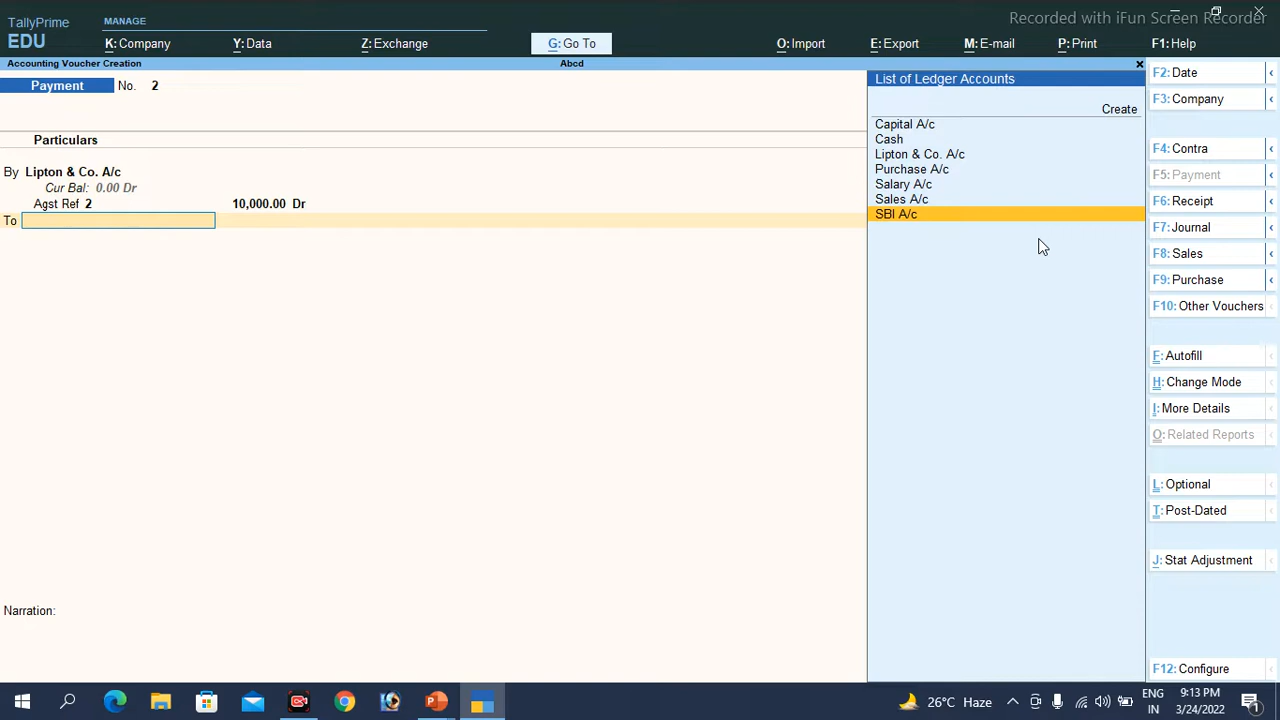 Recorded with iFun Screen Recorder
TallyPrime
EDU
MANAGE
K: Company
Y: Data
Z: Exchange
G: Go To
O: Import
E: Export
M: E-mail
P: Print
F1: Help
Accounting Voucher Creation
Abcd
Payment No. 2
Particulars
By Lipton & Co. A/c
Cur Bal: 0.00 Dr
Agst Ref 2 10,000.00 Dr
To
Narration:
List of Ledger Accounts
Create
Capital A/c
Cash
Lipton & Co. A/c
Purchase A/c
Salary A/c
Sales A/c
SBI A/c
F2: Date
F3: Company
F4: Contra
F5: Payment
F6: Receipt
F7: Journal
F8: Sales
F9: Purchase
F10: Other Vouchers
F: Autofill
H: Change Mode
I: More Details
O: Related Reports
L: Optional
T: Post-Dated
J: Stat Adjustment
F12: Configure
26°C Haze
ENG
IN
9:13 PM
3/24/2022
1